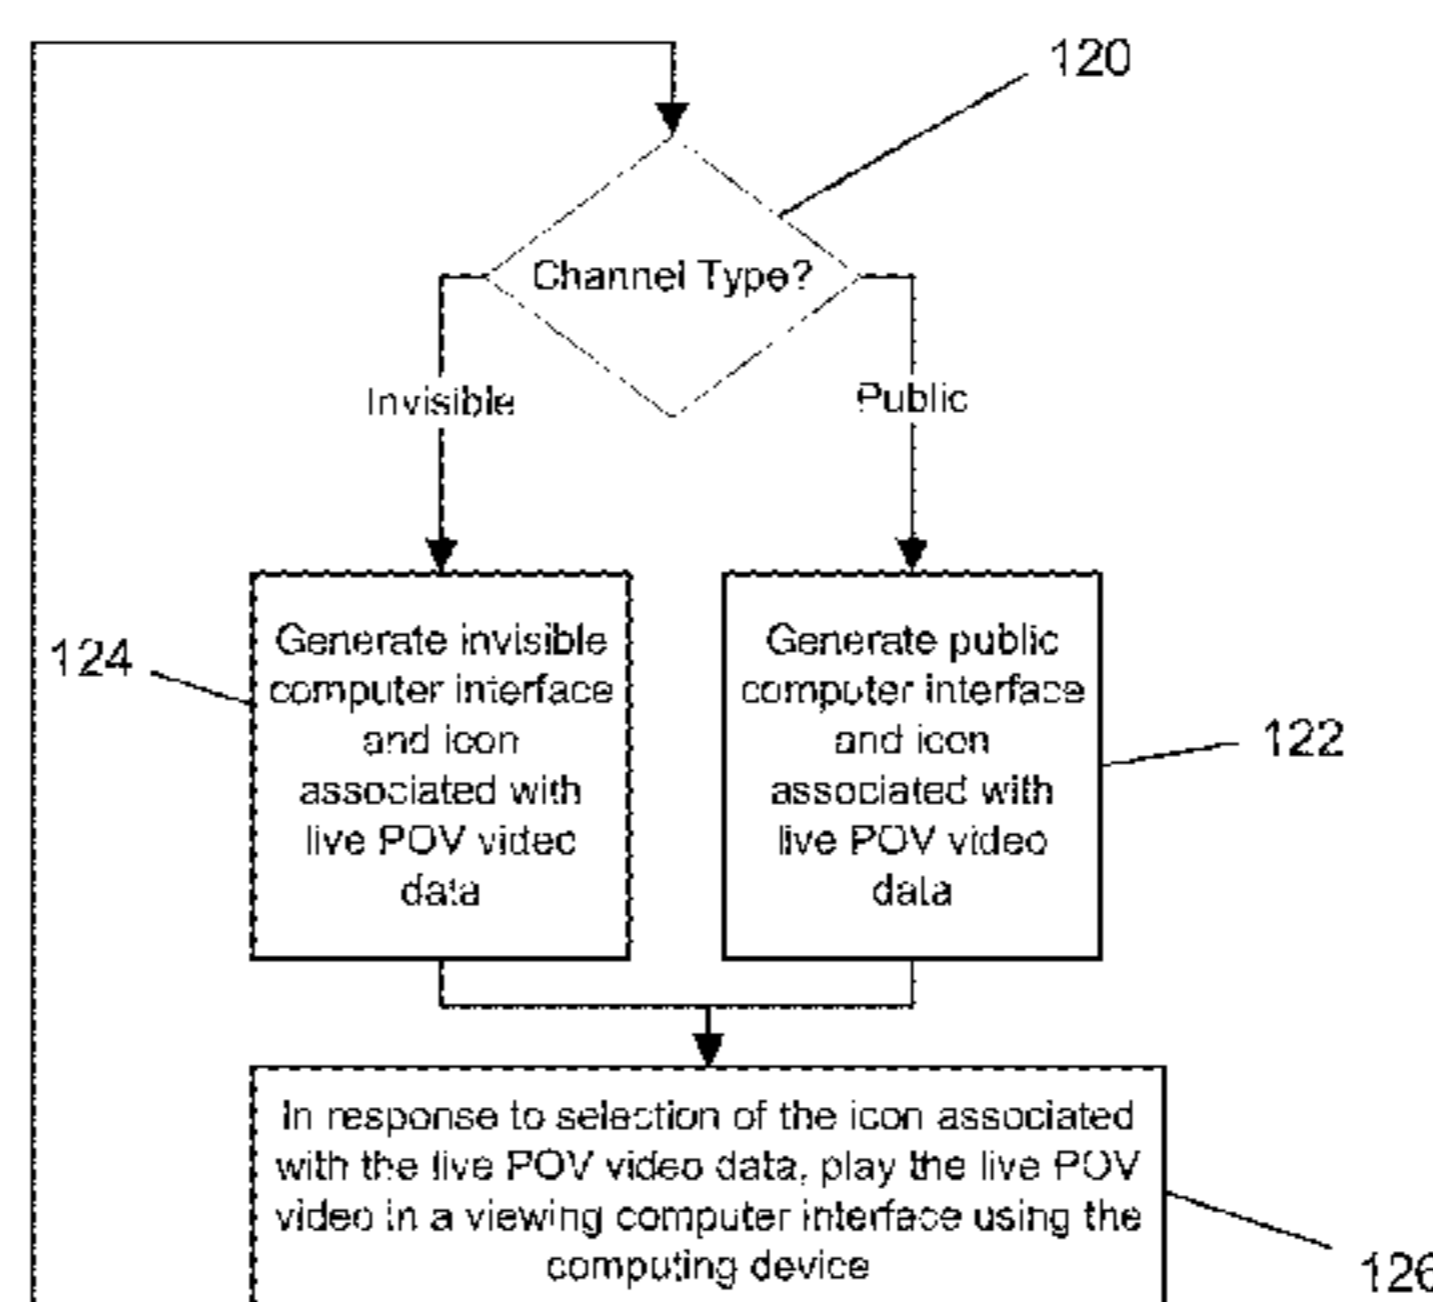 120
Channel Type?
Invisible
Public
124
Generate invisible
computer interface
and icon
associated with
live POV video
data
Generate public
computer interface
and icon
associated with
live POV video
data
122
In response to selection of the icon associated
with the live POV video data, play the live POV
video in a viewing computer interface using the
computing device
126